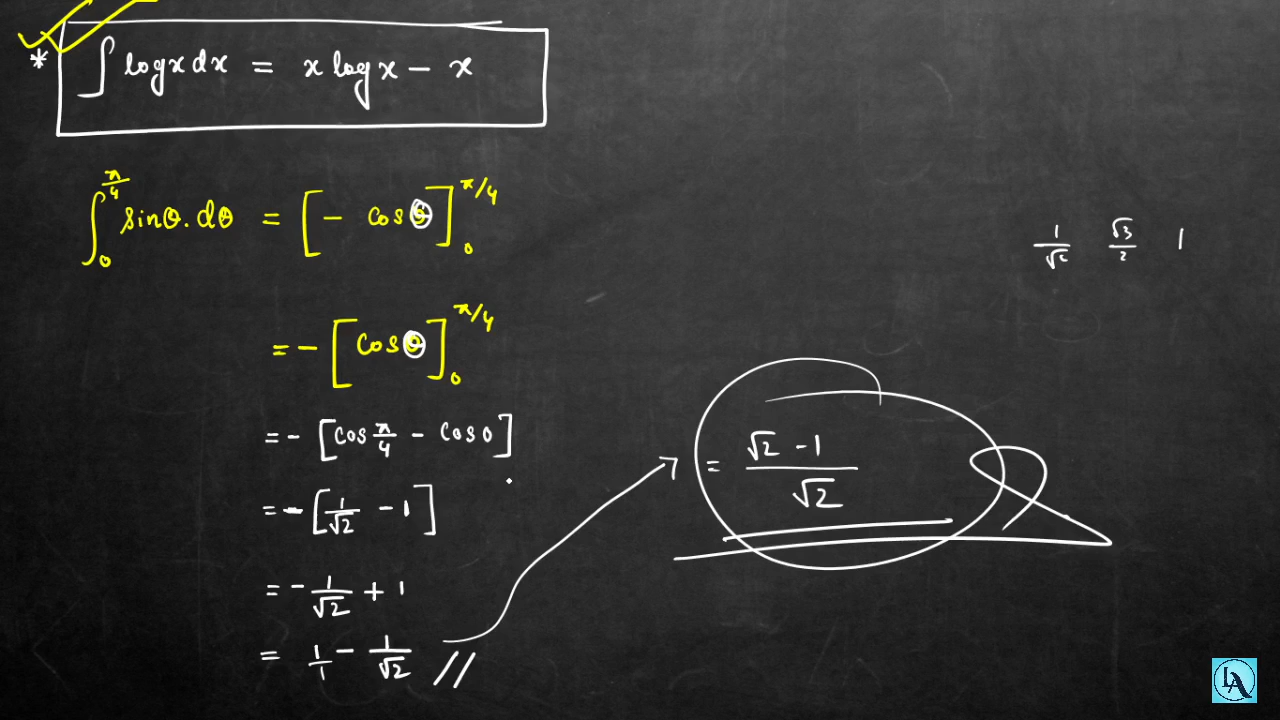 * ∫ log x dx = x log x − x
∫₀^{π/4} sinθ. dθ = [− cosθ]₀^{π/4}
1/√2 √3/2 1
= − [cosθ]₀^{π/4}
= − [cos π/4 − cos 0]
= − [1/√2 − 1]
= − 1/√2 + 1
= 1/1 − 1/√2 //
= (√2 − 1)/√2
LA